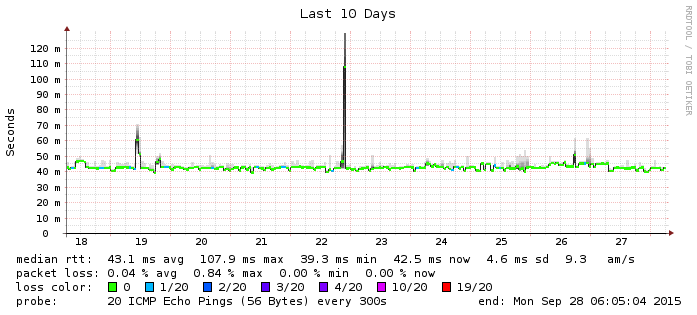 Last 10 Days
RRDTOOL / TOBI OETIKER
Seconds
120 m
110 m
100 m
90 m
80 m
70 m
60 m
50 m
40 m
30 m
20 m
10 m
0
18 19 20 21 22 23 24 25 26 27
median rtt: 43.1 ms avg 107.9 ms max 39.3 ms min 42.5 ms now 4.6 ms sd 9.3 am/s
packet loss: 0.04 % avg 0.84 % max 0.00 % min 0.00 % now
loss color: 0 1/20 2/20 3/20 4/20 10/20 19/20
probe: 20 ICMP Echo Pings (56 Bytes) every 300s end: Mon Sep 28 06:05:04 2015